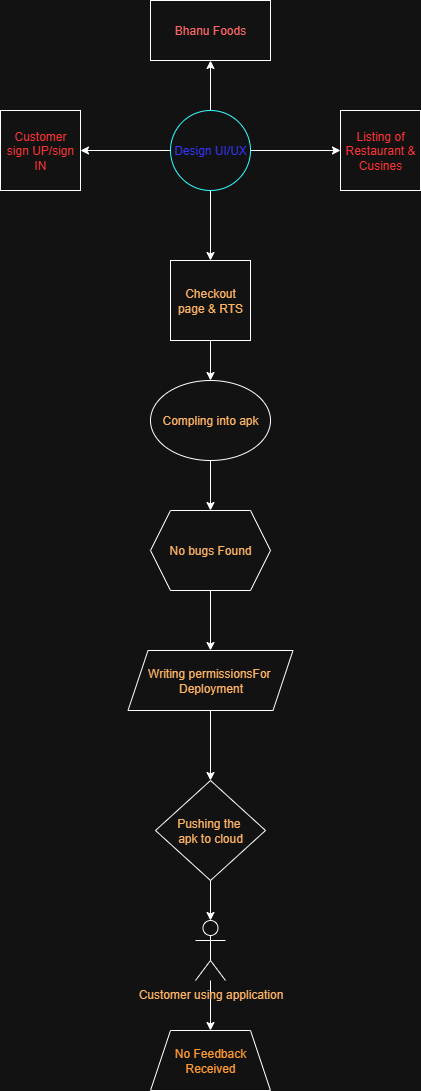 Bhanu Foods
Customer
sign UP/sign
IN
Design UI/UX
Listing of
Restaurant &
Cusines
Checkout
page & RTS
Compling into apk
No bugs Found
Writing permissionsFor
Deployment
Pushing the
apk to cloud
Customer using application
No Feedback
Received